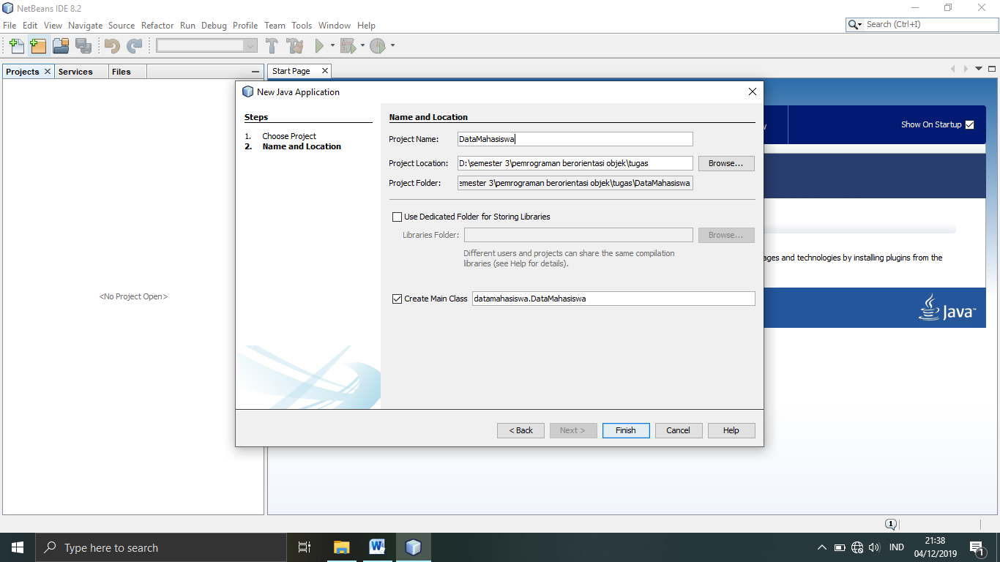 NetBeans IDE 8.2
File Edit View Navigate Source Refactor Run Debug Profile Team Tools Window Help
Search (Ctrl+I)
Projects
Services
Files
Start Page
<No Project Open>
New Java Application
Steps
1. Choose Project
2. Name and Location
Name and Location
Project Name: DataMahasiswa
Project Location: D:\semester 3\pemrograman berorientasi objek\tugas Browse...
Project Folder: emester 3\pemrograman berorientasi objek\tugas\DataMahasiswa
Use Dedicated Folder for Storing Libraries
Libraries Folder: Browse...
Different users and projects can share the same compilation
libraries (see Help for details).
Create Main Class datamahasiswa.DataMahasiswa
< Back Next > Finish Cancel Help
Show On Startup
ages and technologies by installing plugins from the
Java™
1
Type here to search
W
IND
21:38
04/12/2019
1